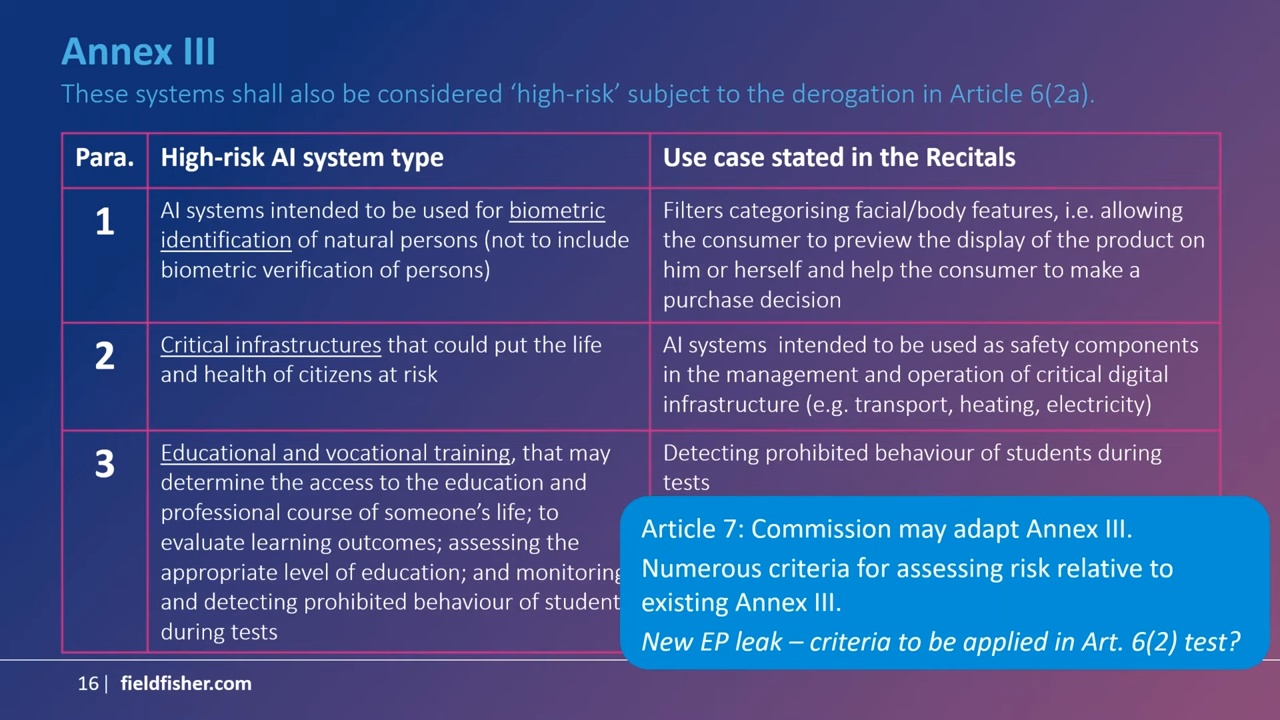 Annex III
These systems shall also be considered ‘high-risk’ subject to the derogation in Article 6(2a).
Para.
High-risk AI system type
Use case stated in the Recitals
1
AI systems intended to be used for biometric
identification of natural persons (not to include
biometric verification of persons)
Filters categorising facial/body features, i.e. allowing
the consumer to preview the display of the product on
him or herself and help the consumer to make a
purchase decision
2
Critical infrastructures that could put the life
and health of citizens at risk
AI systems intended to be used as safety components
in the management and operation of critical digital
infrastructure (e.g. transport, heating, electricity)
3
Educational and vocational training, that may
determine the access to the education and
professional course of someone’s life; to
evaluate learning outcomes; assessing the
appropriate level of education; and monitoring
and detecting prohibited behaviour of student
during tests
Detecting prohibited behaviour of students during
tests
Article 7: Commission may adapt Annex III.
Numerous criteria for assessing risk relative to
existing Annex III.
New EP leak – criteria to be applied in Art. 6(2) test?
16 | fieldfisher.com